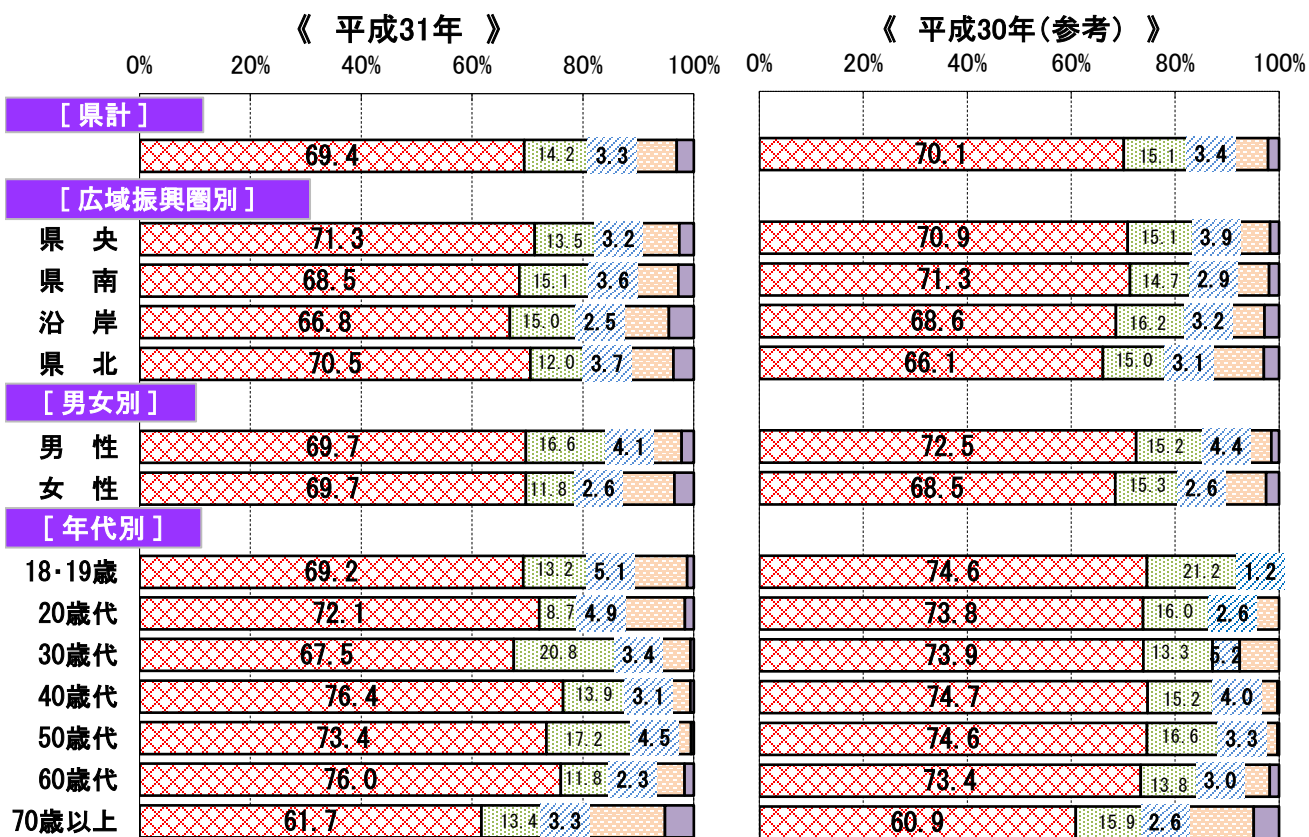 《 平成31年 》 《 平成30年(参考) 》
0% 20% 40% 60% 80% 100% 0% 20% 40% 60% 80% 100%
[ 県計 ]
69.4 14.2 3.3 70.1 15.1 3.4
[ 広域振興圏別 ]
県 央 71.3 13.5 3.2 70.9 15.1 3.9
県 南 68.5 15.1 3.6 71.3 14.7 2.9
沿 岸 66.8 15.0 2.5 68.6 16.2 3.2
県 北 70.5 12.0 3.7 66.1 15.0 3.1
[ 男女別 ]
男 性 69.7 16.6 4.1 72.5 15.2 4.4
女 性 69.7 11.8 2.6 68.5 15.3 2.6
[ 年代別 ]
18・19歳 69.2 13.2 5.1 74.6 21.2 1.2
20歳代 72.1 8.7 4.9 73.8 16.0 2.6
30歳代 67.5 20.8 3.4 73.9 13.3 5.2
40歳代 76.4 13.9 3.1 74.7 15.2 4.0
50歳代 73.4 17.2 4.5 74.6 16.6 3.3
60歳代 76.0 11.8 2.3 73.4 13.8 3.0
70歳以上 61.7 13.4 3.3 60.9 15.9 2.6